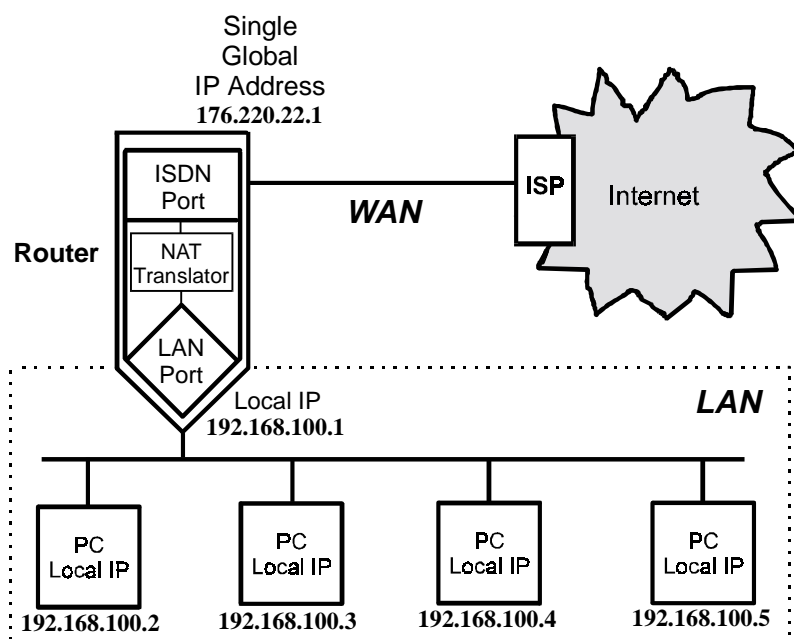 Single
Global
IP Address
176.220.22.1
ISDN
Port
WAN
ISP
Internet
Router
NAT
Translator
LAN
Port
Local IP
192.168.100.1
LAN
PC
Local IP
192.168.100.2
PC
Local IP
192.168.100.3
PC
Local IP
192.168.100.4
PC
Local IP
192.168.100.5